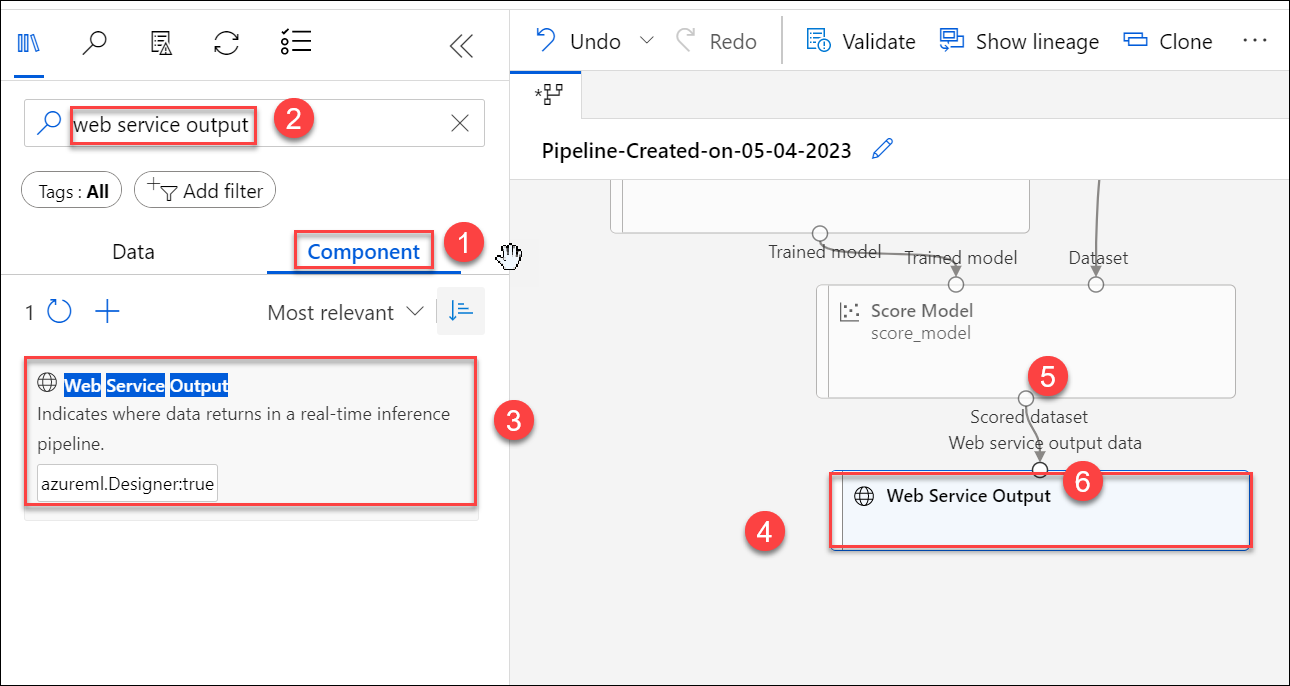 Undo
Redo
Validate
Show lineage
Clone
web service output
2
Tags : All
Add filter
Data
Component
1
1
Most relevant
Web Service Output
Indicates where data returns in a real-time inference
pipeline.
azureml.Designer:true
3
Pipeline-Created-on-05-04-2023
Trained model
Trained model
Dataset
Score Model
score_model
5
Scored dataset
Web service output data
6
Web Service Output
4